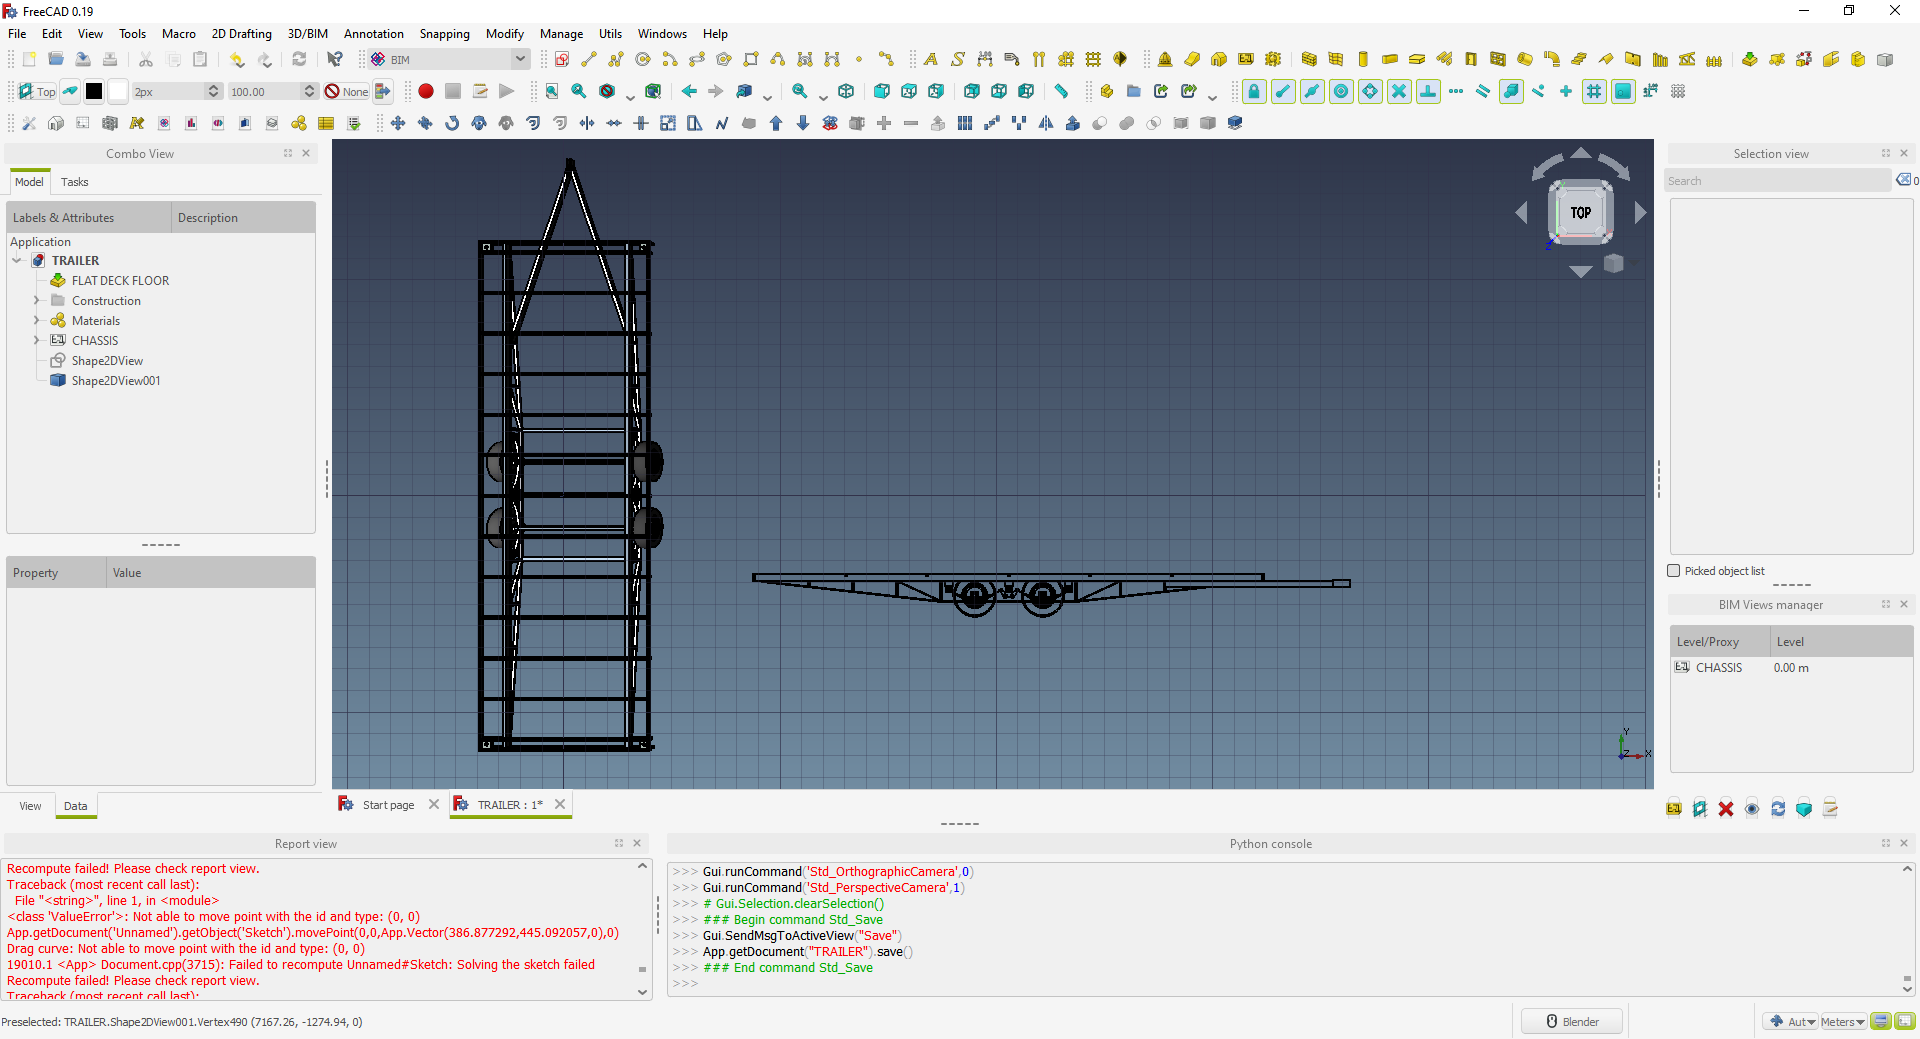 FreeCAD 0.19
File Edit View Tools Macro 2D Drafting 3D/BIM Annotation Snapping Modify Manage Utils Windows Help
BIM
Top 2px 100.00 None
Combo View
Model Tasks
Labels & Attributes Description
Application
TRAILER
FLAT DECK FLOOR
Construction
Materials
CHASSIS
Shape2DView
Shape2DView001
Property Value
View Data
TOP
Y
Z X
Start page TRAILER : 1*
Selection view
Search 0
Picked object list
BIM Views manager
Level/Proxy Level
CHASSIS 0.00 m
Report view
Recompute failed! Please check report view.
Traceback (most recent call last):
File "<string>", line 1, in <module>
<class 'ValueError'>: Not able to move point with the id and type: (0, 0)
App.getDocument('Unnamed').getObject('Sketch').movePoint(0,0,App.Vector(386.877292,445.092057,0),0)
Drag curve: Not able to move point with the id and type: (0, 0)
19010.1 <App> Document.cpp(3715): Failed to recompute Unnamed#Sketch: Solving the sketch failed
Recompute failed! Please check report view.
Traceback (most recent call last):
Python console
>>> Gui.runCommand('Std_OrthographicCamera',0)
>>> Gui.runCommand('Std_PerspectiveCamera',1)
>>> # Gui.Selection.clearSelection()
>>> ### Begin command Std_Save
>>> Gui.SendMsgToActiveView("Save")
>>> App.getDocument("TRAILER").save()
>>> ### End command Std_Save
>>>
Preselected: TRAILER.Shape2DView001.Vertex490 (7167.26, -1274.94, 0)
Blender Aut Meters